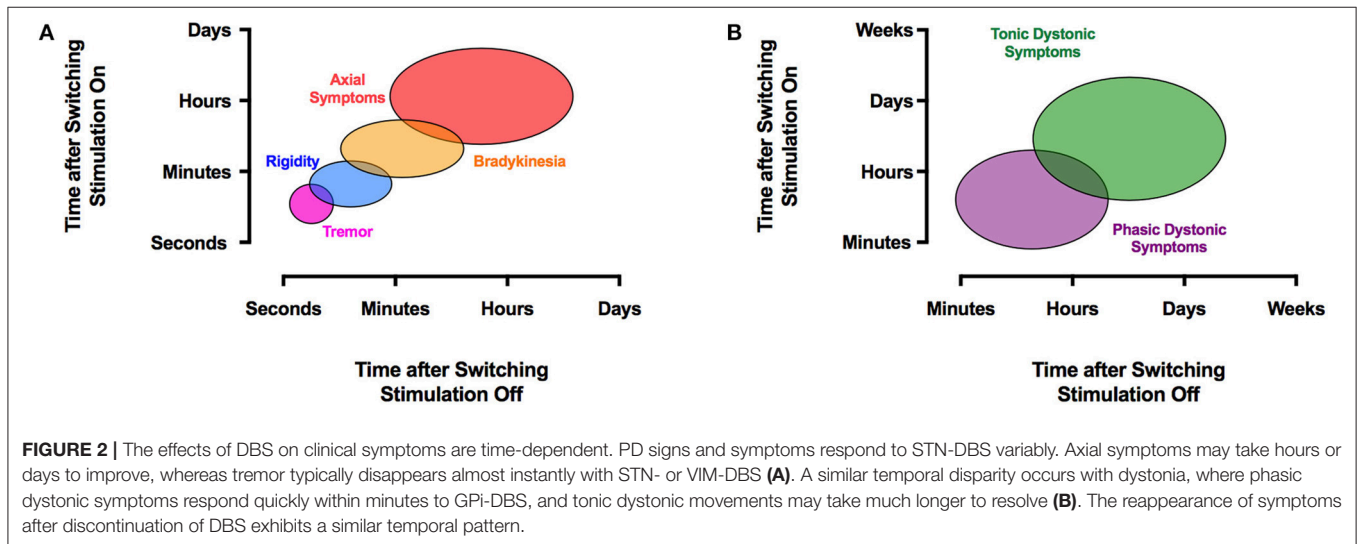 A
Time after Switching
Stimulation On
Days
Hours
Minutes
Seconds
Axial
Symptoms
Rigidity
Bradykinesia
Tremor
Seconds Minutes Hours Days
Time after Switching
Stimulation Off
B
Time after Switching
Stimulation On
Weeks
Days
Hours
Minutes
Tonic Dystonic
Symptoms
Phasic Dystonic
Symptoms
Minutes Hours Days Weeks
Time after Switching
Stimulation Off
FIGURE 2 | The effects of DBS on clinical symptoms are time-dependent. PD signs and symptoms respond to STN-DBS variably. Axial symptoms may take hours or
days to improve, whereas tremor typically disappears almost instantly with STN- or VIM-DBS (A). A similar temporal disparity occurs with dystonia, where phasic
dystonic symptoms respond quickly within minutes to GPi-DBS, and tonic dystonic movements may take much longer to resolve (B). The reappearance of symptoms
after discontinuation of DBS exhibits a similar temporal pattern.